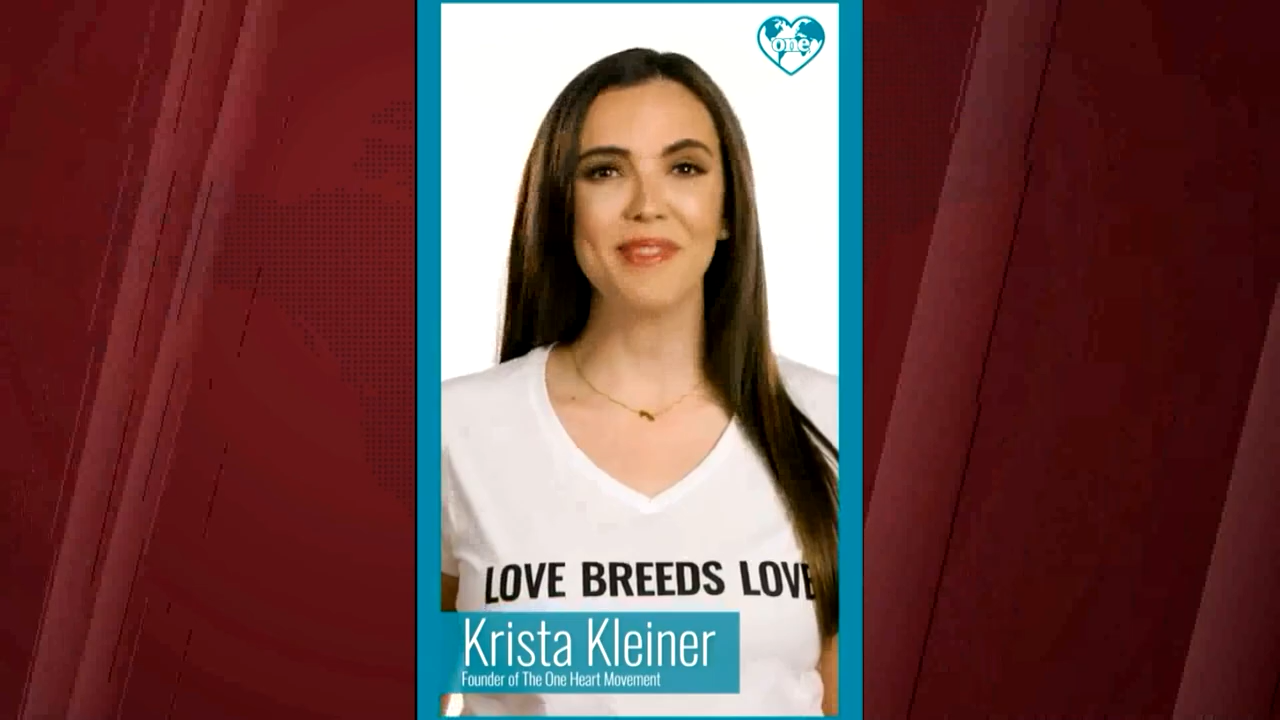 one
LOVE BREEDS LOVE
Krista Kleiner
Founder of The One Heart Movement